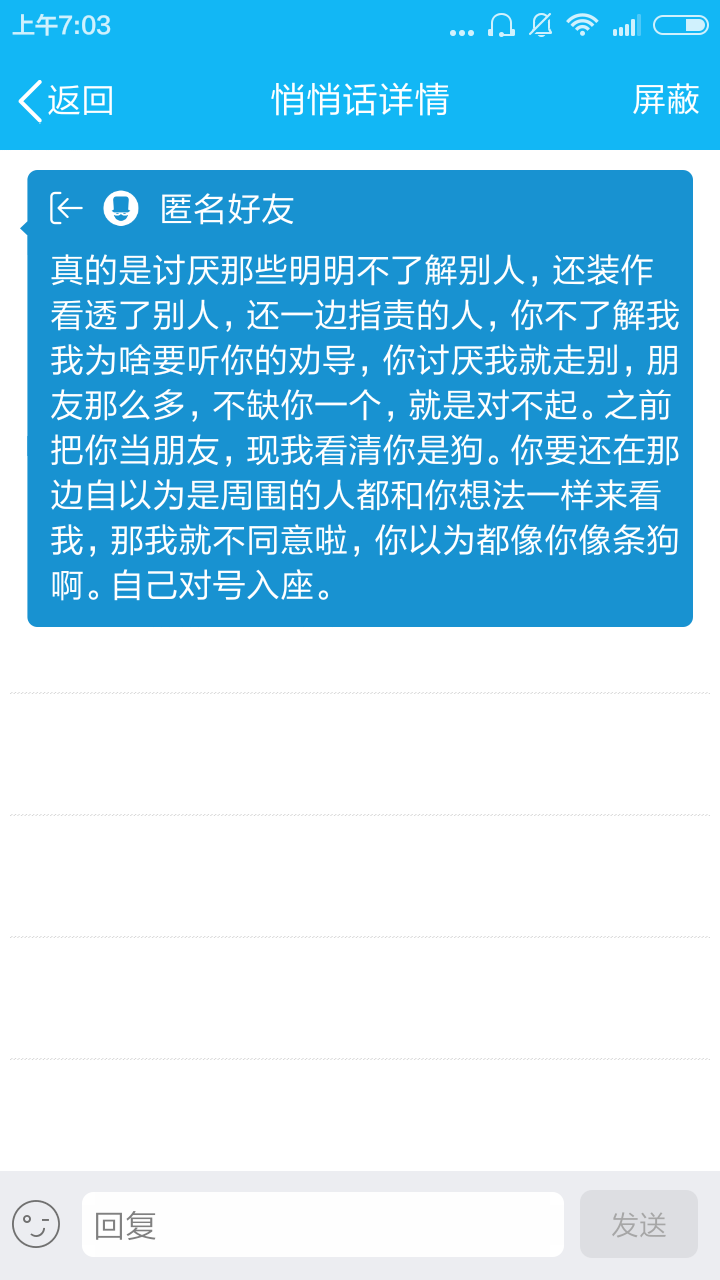 上午7:03
返回
悄悄话详情
屏蔽
匿名好友
真的是讨厌那些明明不了解别人，还装作
看透了别人，还一边指责的人，你不了解我
我为啥要听你的劝导，你讨厌我就走别，朋
友那么多，不缺你一个，就是对不起。之前
把你当朋友，现我看清你是狗。你要还在那
边自以为是周围的人都和你想法一样来看
我，那我就不同意啦，你以为都像你像条狗
啊。自己对号入座。
回复
发送